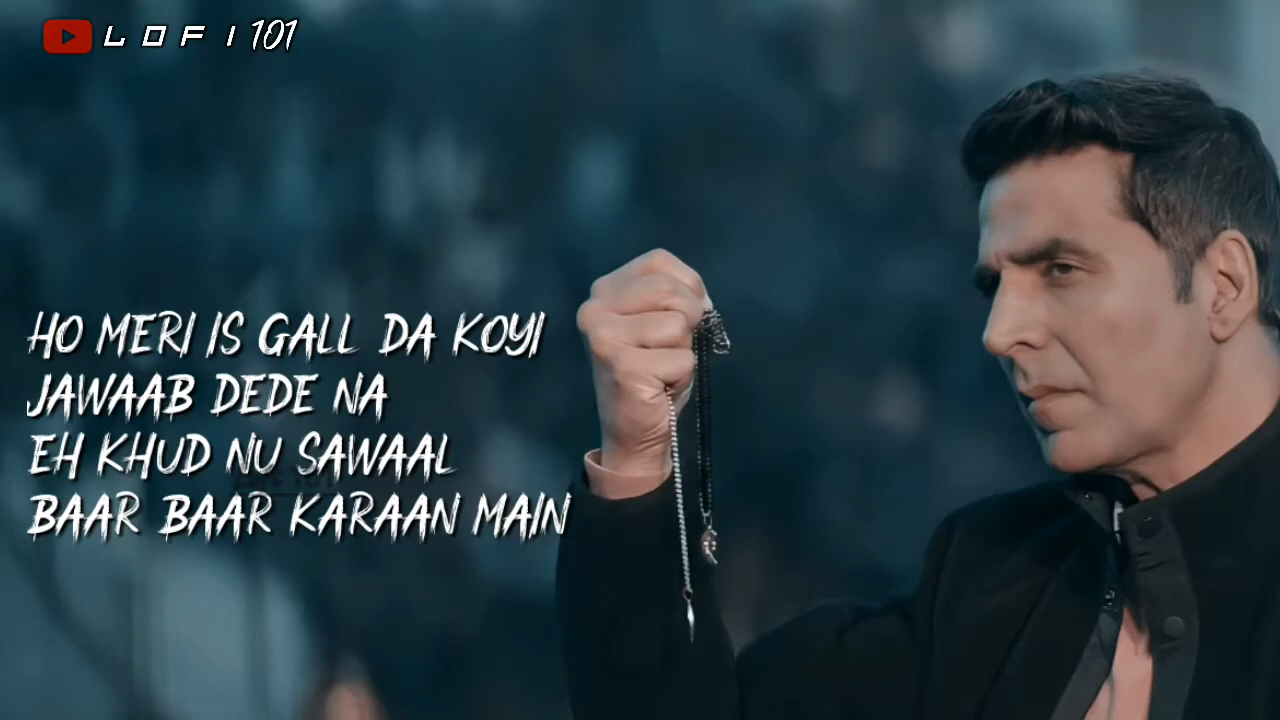 LOFI 101
HO MERI IS GALL DA KOYI
JAWAAB DEDE NA
EH KHUD NU SAWAAL
BAAR BAAR KARAAN MAIN